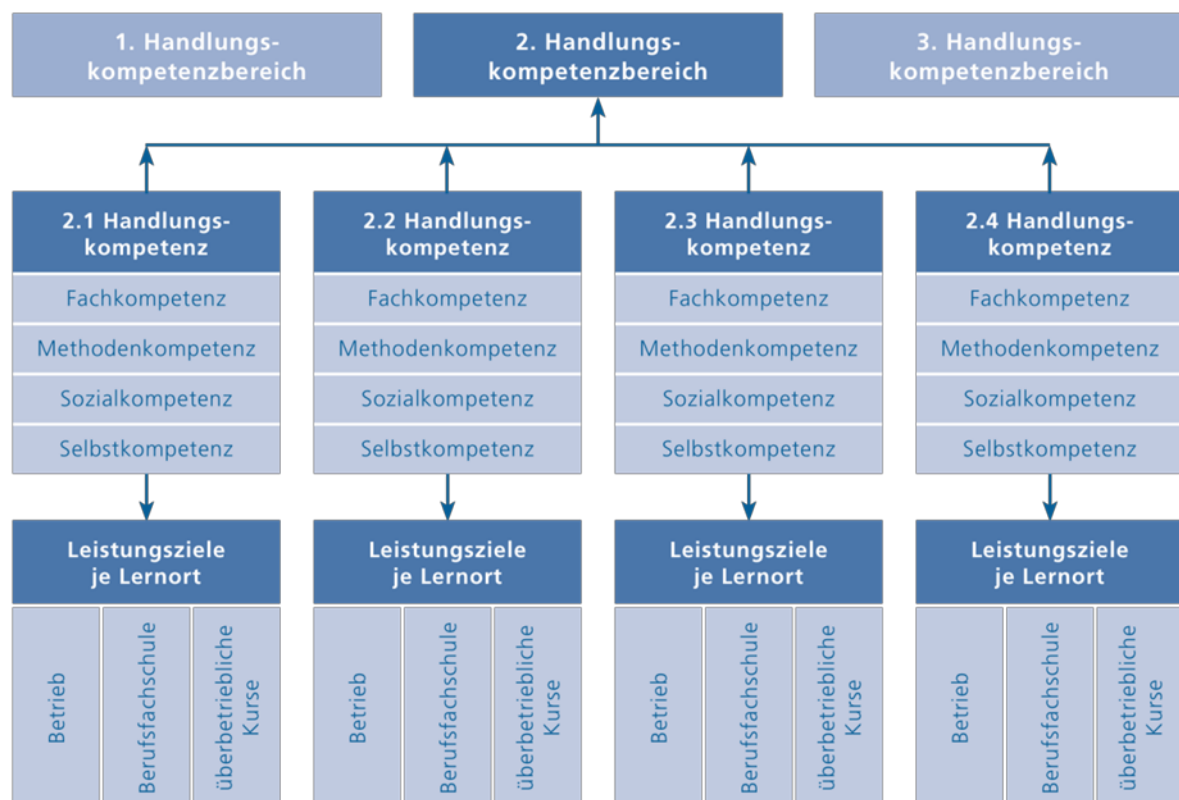 1. Handlungs-
kompetenzbereich
2. Handlungs-
kompetenzbereich
3. Handlungs-
kompetenzbereich
2.1 Handlungs-
kompetenz
Fachkompetenz
Methodenkompetenz
Sozialkompetenz
Selbstkompetenz
Leistungsziele
je Lernort
Betrieb
Berufsfachschule
überbetriebliche
Kurse
2.2 Handlungs-
kompetenz
Fachkompetenz
Methodenkompetenz
Sozialkompetenz
Selbstkompetenz
Leistungsziele
je Lernort
Betrieb
Berufsfachschule
überbetriebliche
Kurse
2.3 Handlungs-
kompetenz
Fachkompetenz
Methodenkompetenz
Sozialkompetenz
Selbstkompetenz
Leistungsziele
je Lernort
Betrieb
Berufsfachschule
überbetriebliche
Kurse
2.4 Handlungs-
kompetenz
Fachkompetenz
Methodenkompetenz
Sozialkompetenz
Selbstkompetenz
Leistungsziele
je Lernort
Betrieb
Berufsfachschule
überbetriebliche
Kurse